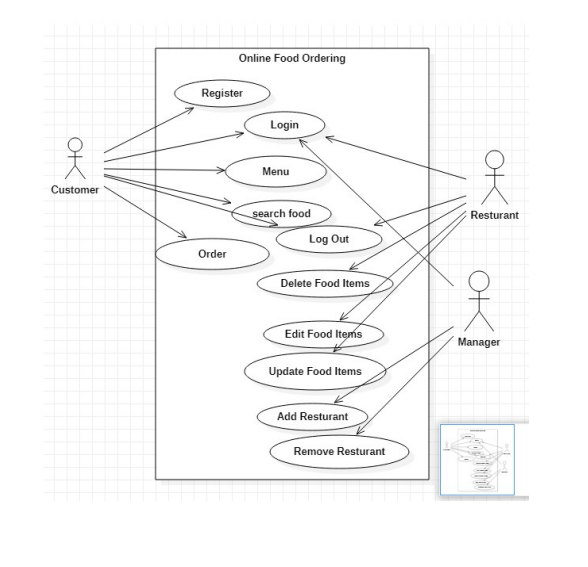 Online Food Ordering
Register
Login
Menu
Customer
search food
Resturant
Log Out
Order
Delete Food Items
Edit Food Items
Manager
Update Food Items
Add Resturant
Remove Resturant